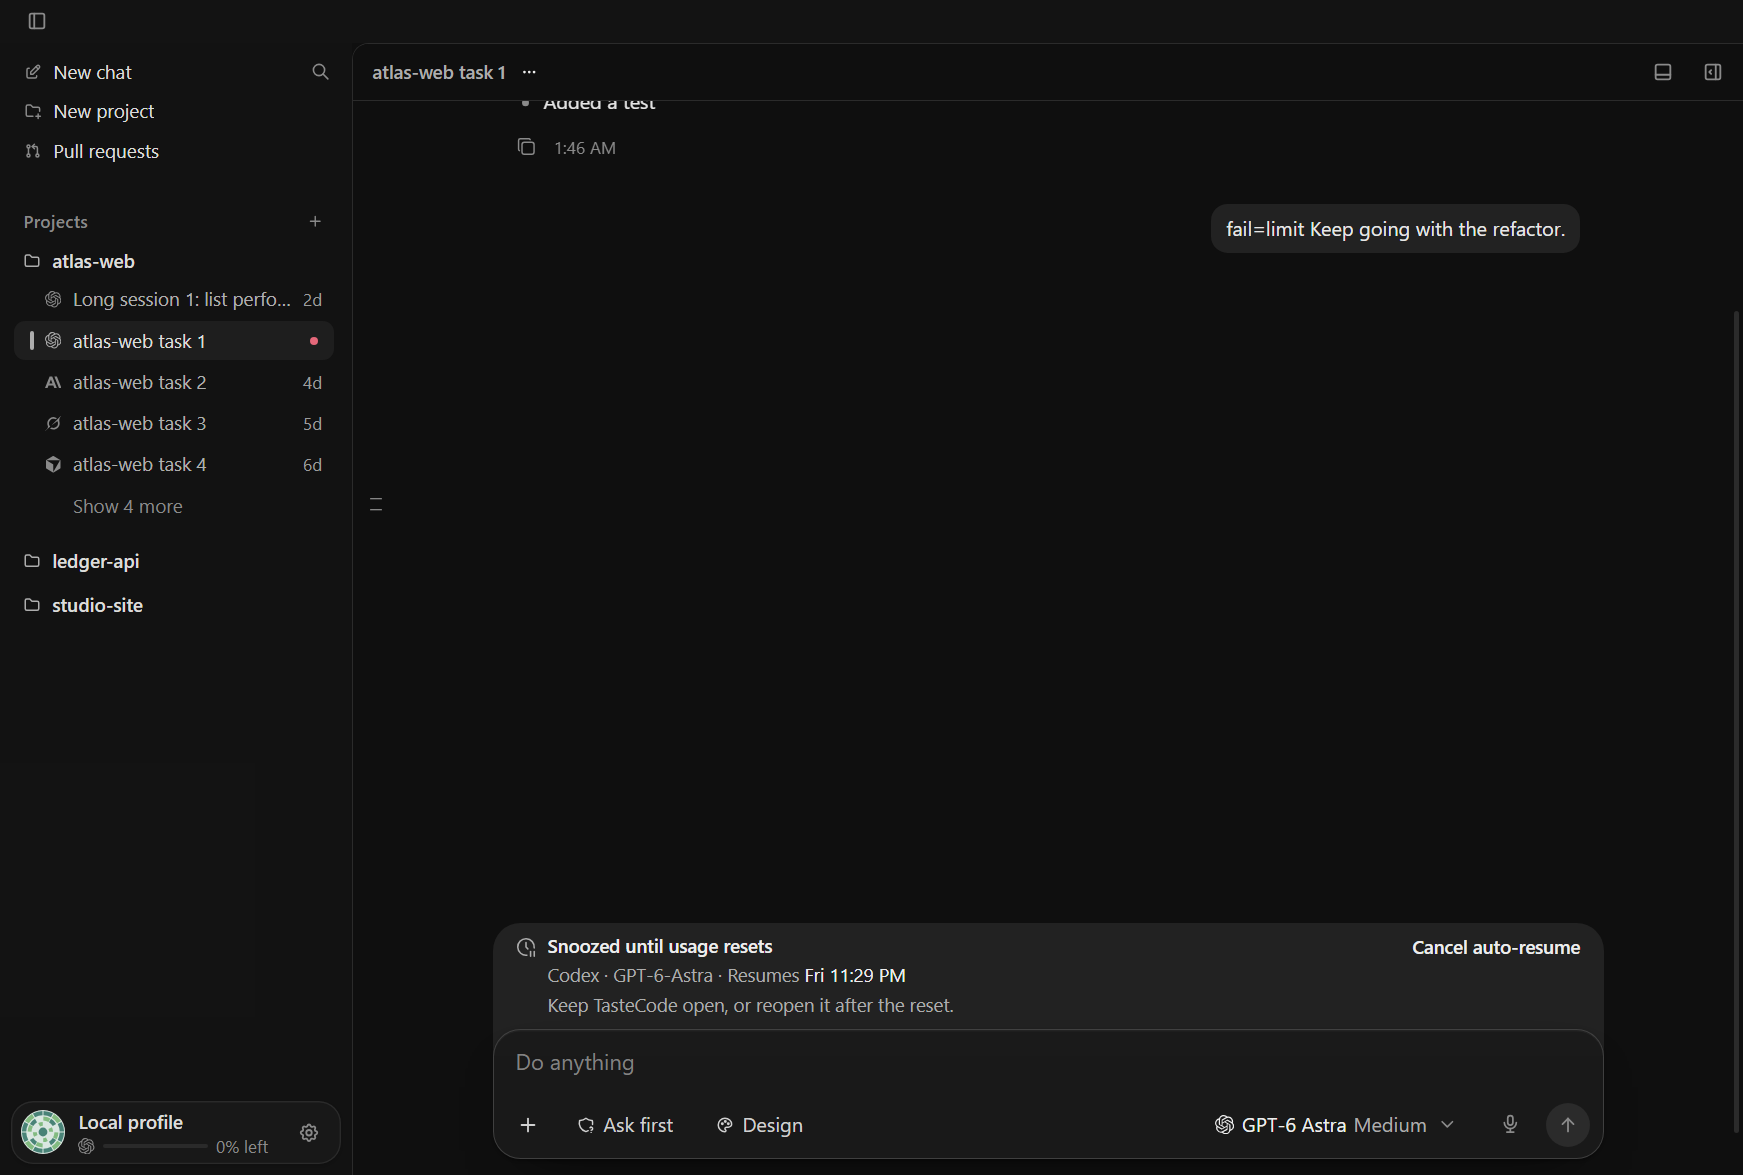 New chat
New project
Pull requests
Projects
atlas-web
Long session 1: list perfo... 2d
atlas-web task 1
atlas-web task 2 4d
atlas-web task 3 5d
atlas-web task 4 6d
Show 4 more
ledger-api
studio-site
Local profile
0% left
atlas-web task 1
Added a test
1:46 AM
fail=limit Keep going with the refactor.
Snoozed until usage resets
Cancel auto-resume
Codex · GPT-6-Astra · Resumes Fri 11:29 PM
Keep TasteCode open, or reopen it after the reset.
Do anything
Ask first
Design
GPT-6 Astra Medium